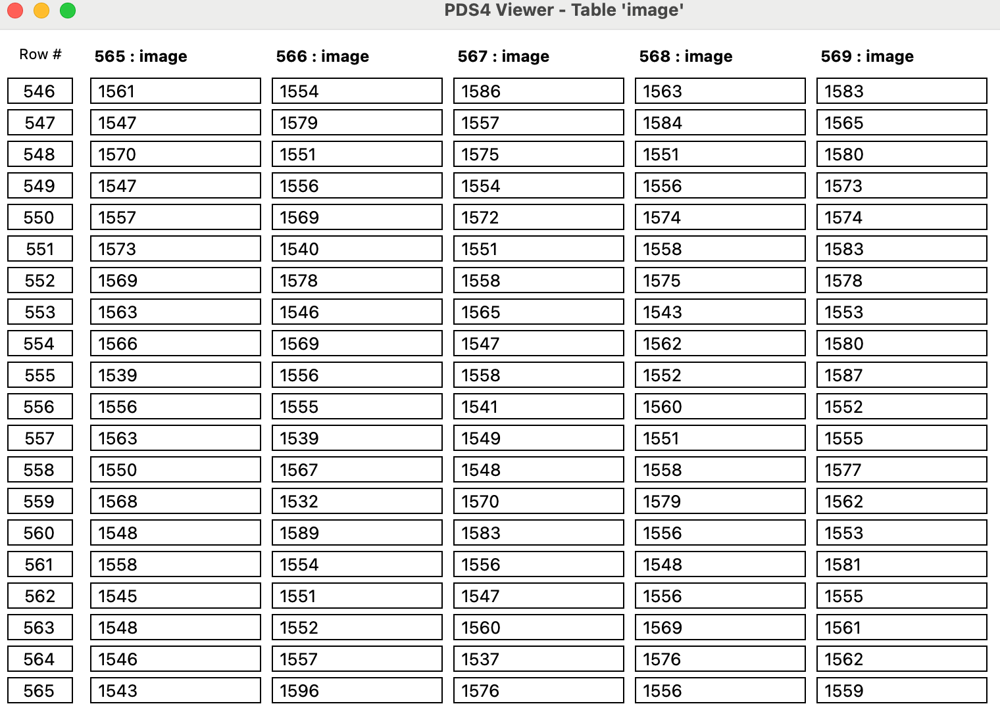 PDS4 Viewer - Table 'image'
Row # 565 : image 566 : image 567 : image 568 : image 569 : image
546 1561 1554 1586 1563 1583
547 1547 1579 1557 1584 1565
548 1570 1551 1575 1551 1580
549 1547 1556 1554 1556 1573
550 1557 1569 1572 1574 1574
551 1573 1540 1551 1558 1583
552 1569 1578 1558 1575 1578
553 1563 1546 1565 1543 1553
554 1566 1569 1547 1562 1580
555 1539 1556 1558 1552 1587
556 1556 1555 1541 1560 1552
557 1563 1539 1549 1551 1555
558 1550 1567 1548 1558 1577
559 1568 1532 1570 1579 1562
560 1548 1589 1583 1556 1553
561 1558 1554 1556 1548 1581
562 1545 1551 1547 1556 1555
563 1548 1552 1560 1569 1561
564 1546 1557 1537 1576 1562
565 1543 1596 1576 1556 1559